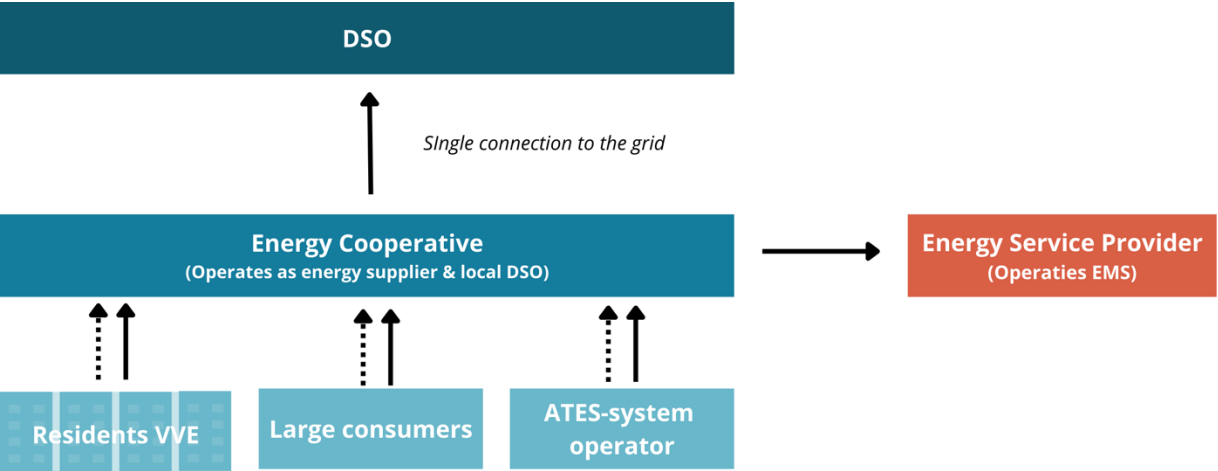 DSO
SIngle connection to the grid
Energy Cooperative
(Operates as energy supplier & local DSO)
Energy Service Provider
(Operaties EMS)
Residents VVE
Large consumers
ATES-system
operator